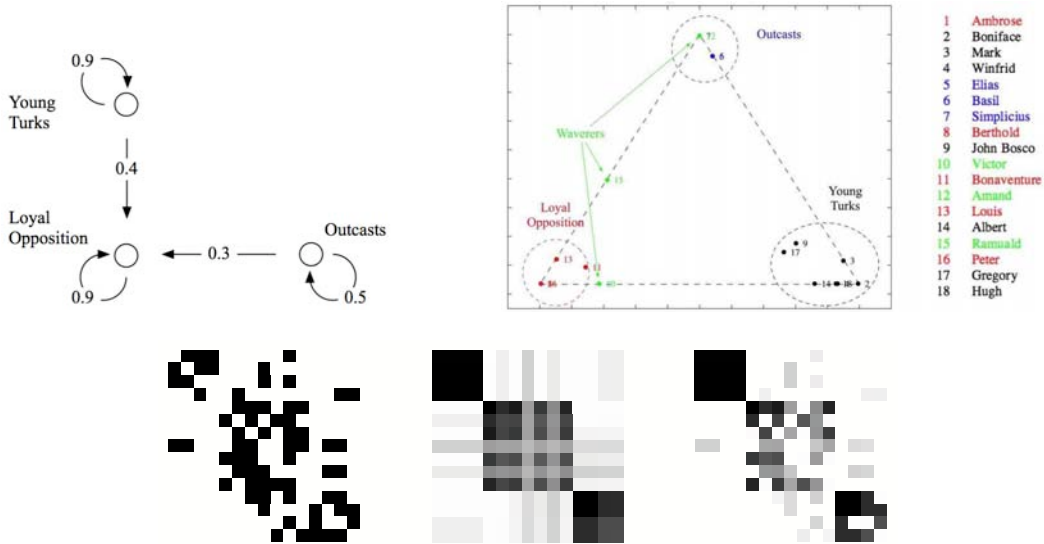 0.9
Young
Turks
0.4
Loyal
Opposition
0.9
0.3
Outcasts
0.5
Outcasts
12
6
Waverers
15
Loyal
Opposition
13
11
Young
Turks
9
17
3
14
2
1 Ambrose
2 Boniface
3 Mark
4 Winfrid
5 Elias
6 Basil
7 Simplicius
8 Berthold
9 John Bosco
10 Victor
11 Bonaventure
12 Amand
13 Louis
14 Albert
15 Ramuald
16 Peter
17 Gregory
18 Hugh